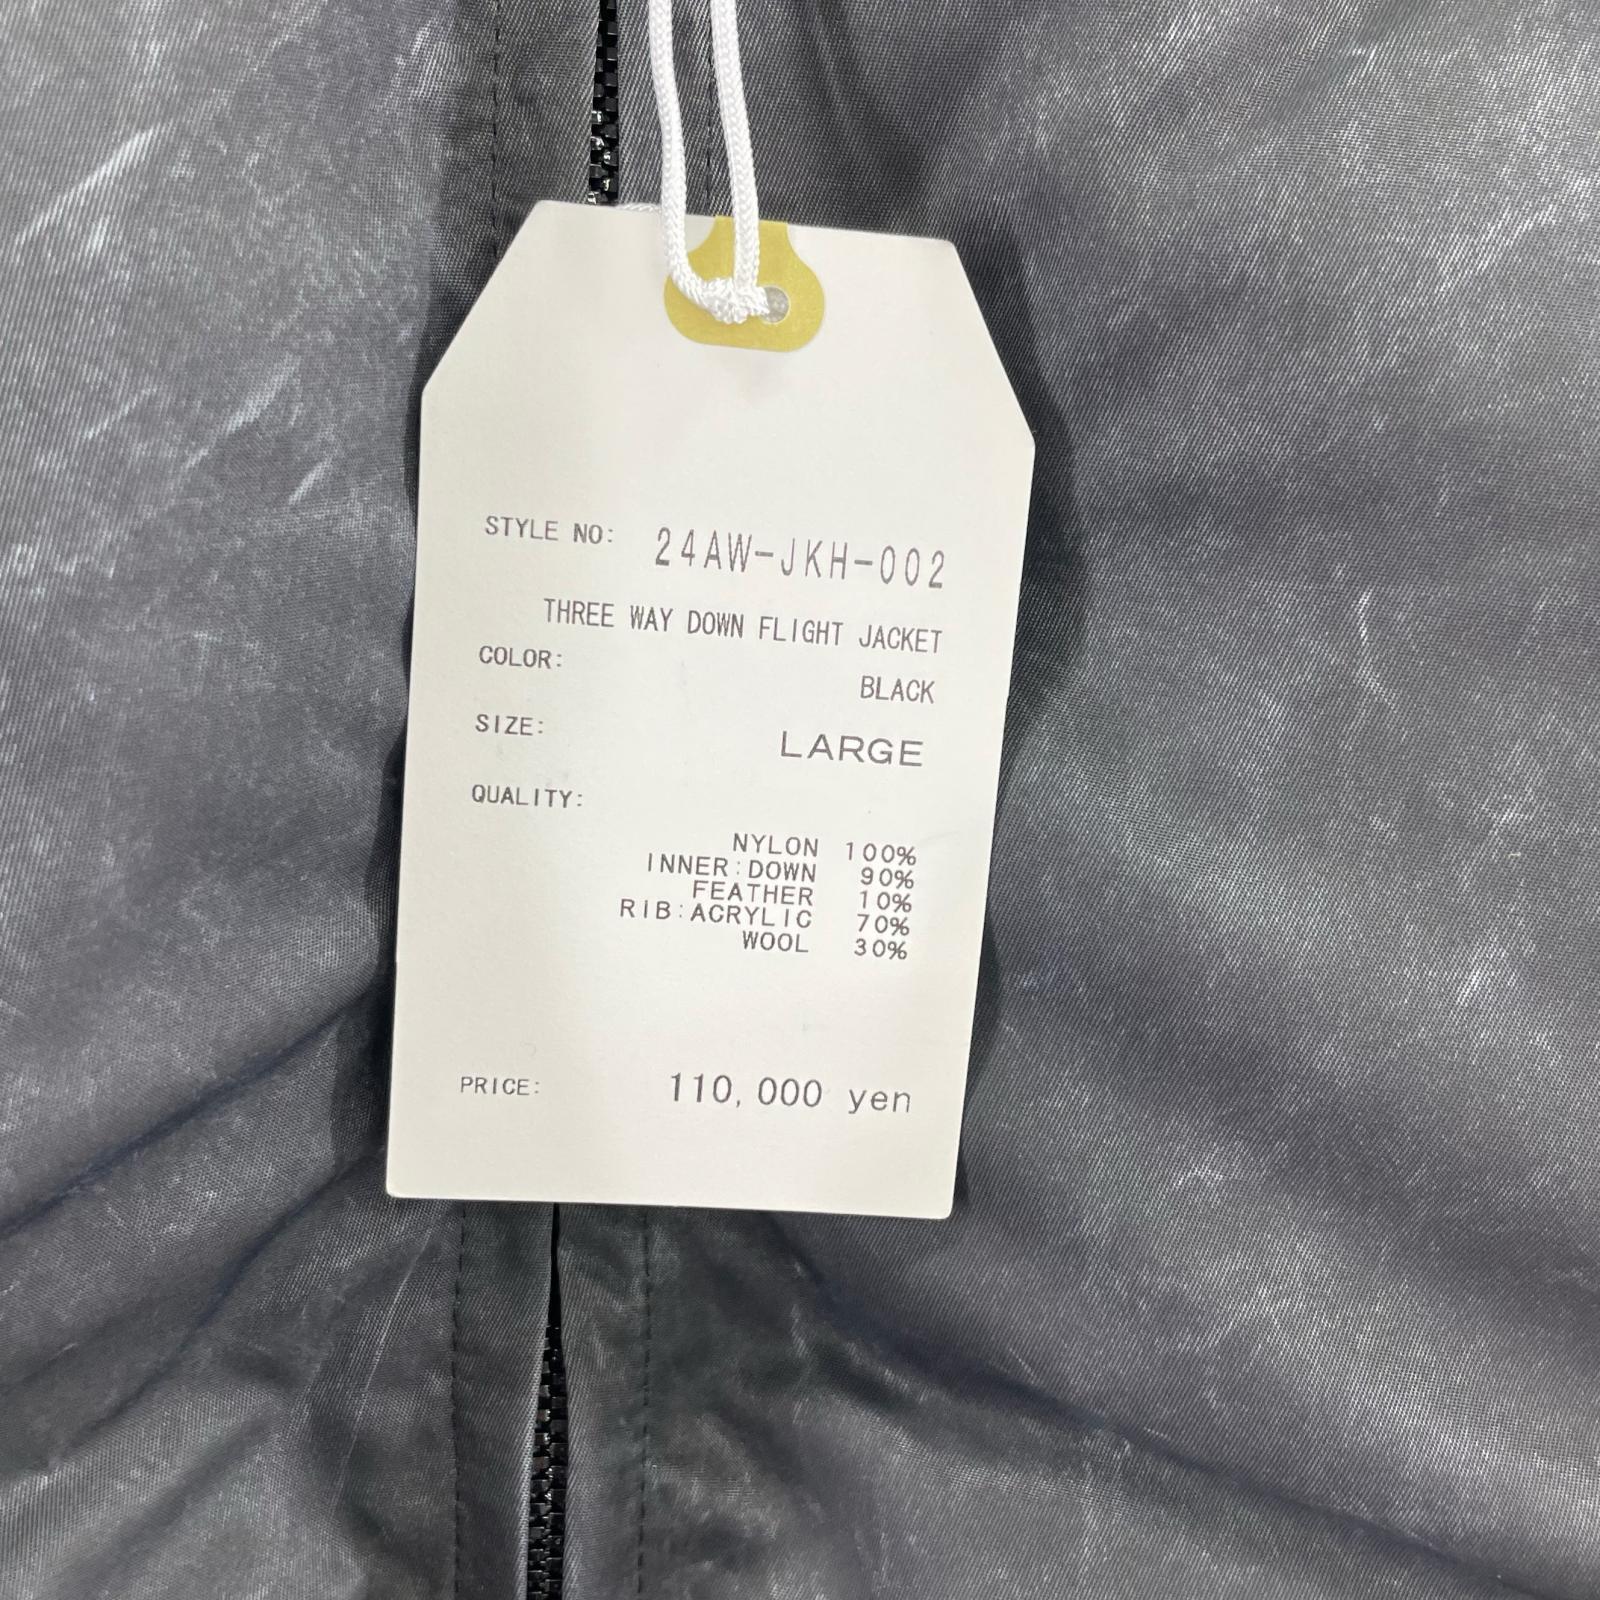 STYLE NO: 24AW-JKH-002
THREE WAY DOWN FLIGHT JACKET
COLOR: BLACK
SIZE: LARGE
QUALITY:
NYLON 100%
INNER:DOWN 90%
FEATHER 10%
RIB:ACRYLIC 70%
WOOL 30%
PRICE: 110,000 yen